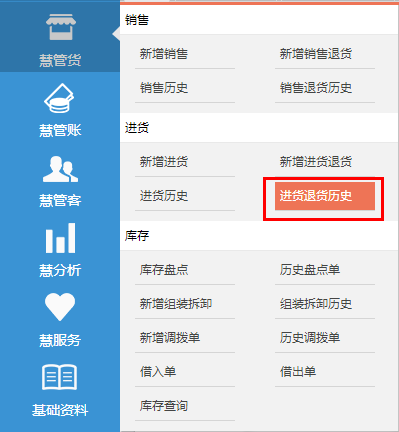 慧管货
慧管账
慧管客
慧分析
慧服务
基础资料
销售
新增销售 新增销售退货
销售历史 销售退货历史
进货
新增进货 新增进货退货
进货历史 进货退货历史
库存
库存盘点 历史盘点单
新增组装拆卸 组装拆卸历史
新增调拨单 历史调拨单
借入单 借出单
库存查询